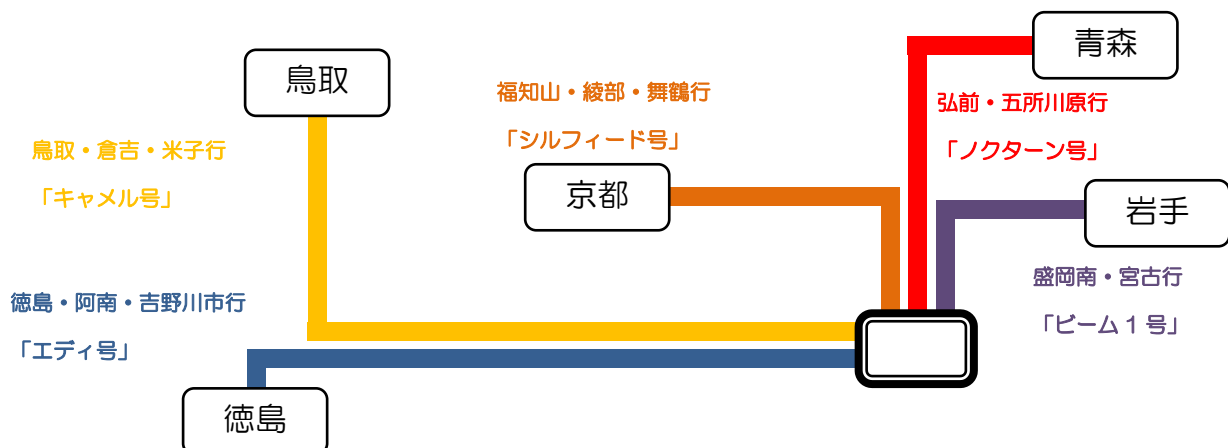 青森
鳥取
福知山・綾部・舞鶴行
「シルフィード号」
弘前・五所川原行
「ノクターン号」
鳥取・倉吉・米子行
「キャメル号」
京都
岩手
盛岡南・宮古行
「ビーム1号」
徳島・阿南・吉野川市行
「エディ号」
徳島